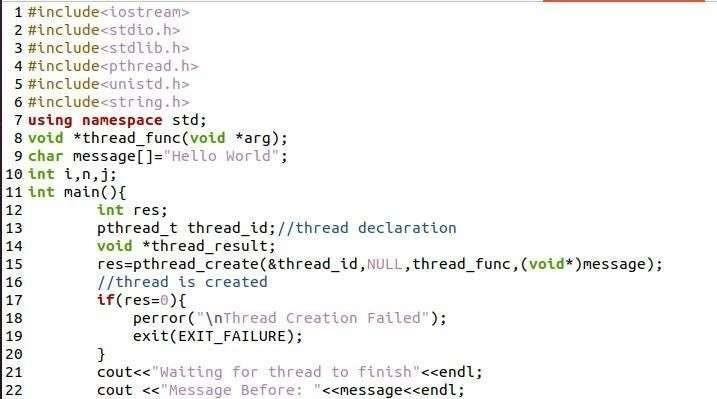 1 #include<iostream>
2 #include<stdio.h>
3 #include<stdlib.h>
4 #include<pthread.h>
5 #include<unistd.h>
6 #include<string.h>
7 using namespace std;
8 void *thread_func(void *arg);
9 char message[]="Hello World";
10 int i,n,j;
11 int main(){
12 int res;
13 pthread_t thread_id;//thread declaration
14 void *thread_result;
15 res=pthread_create(&thread_id,NULL,thread_func,(void*)message);
16 //thread is created
17 if(res=0){
18 perror("\nThread Creation Failed");
19 exit(EXIT_FAILURE);
20 }
21 cout<<"Waiting for thread to finish"<<endl;
22 cout <<"Message Before: "<<message<<endl;